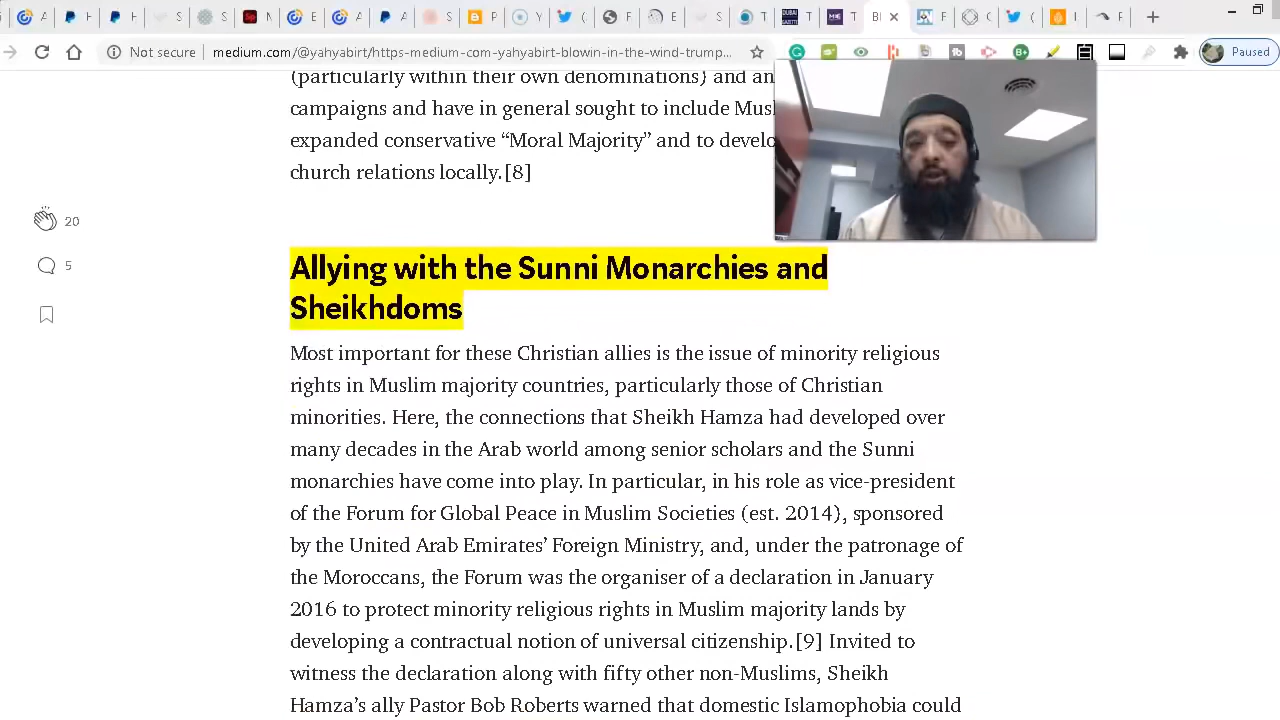 Not secure
medium.com/@yahyabirt/https-medium-com-yahyabirt-blowin-in-the-wind-trump...
Paused
(particularly within their own denominations) and an
campaigns and have in general sought to include Musl
expanded conservative “Moral Majority” and to develo
church relations locally.[8]
20
5
Allying with the Sunni Monarchies and
Sheikhdoms
Most important for these Christian allies is the issue of minority religious
rights in Muslim majority countries, particularly those of Christian
minorities. Here, the connections that Sheikh Hamza had developed over
many decades in the Arab world among senior scholars and the Sunni
monarchies have come into play. In particular, in his role as vice-president
of the Forum for Global Peace in Muslim Societies (est. 2014), sponsored
by the United Arab Emirates’ Foreign Ministry, and, under the patronage of
the Moroccans, the Forum was the organiser of a declaration in January
2016 to protect minority religious rights in Muslim majority lands by
developing a contractual notion of universal citizenship.[9] Invited to
witness the declaration along with fifty other non-Muslims, Sheikh
Hamza’s ally Pastor Bob Roberts warned that domestic Islamophobia could